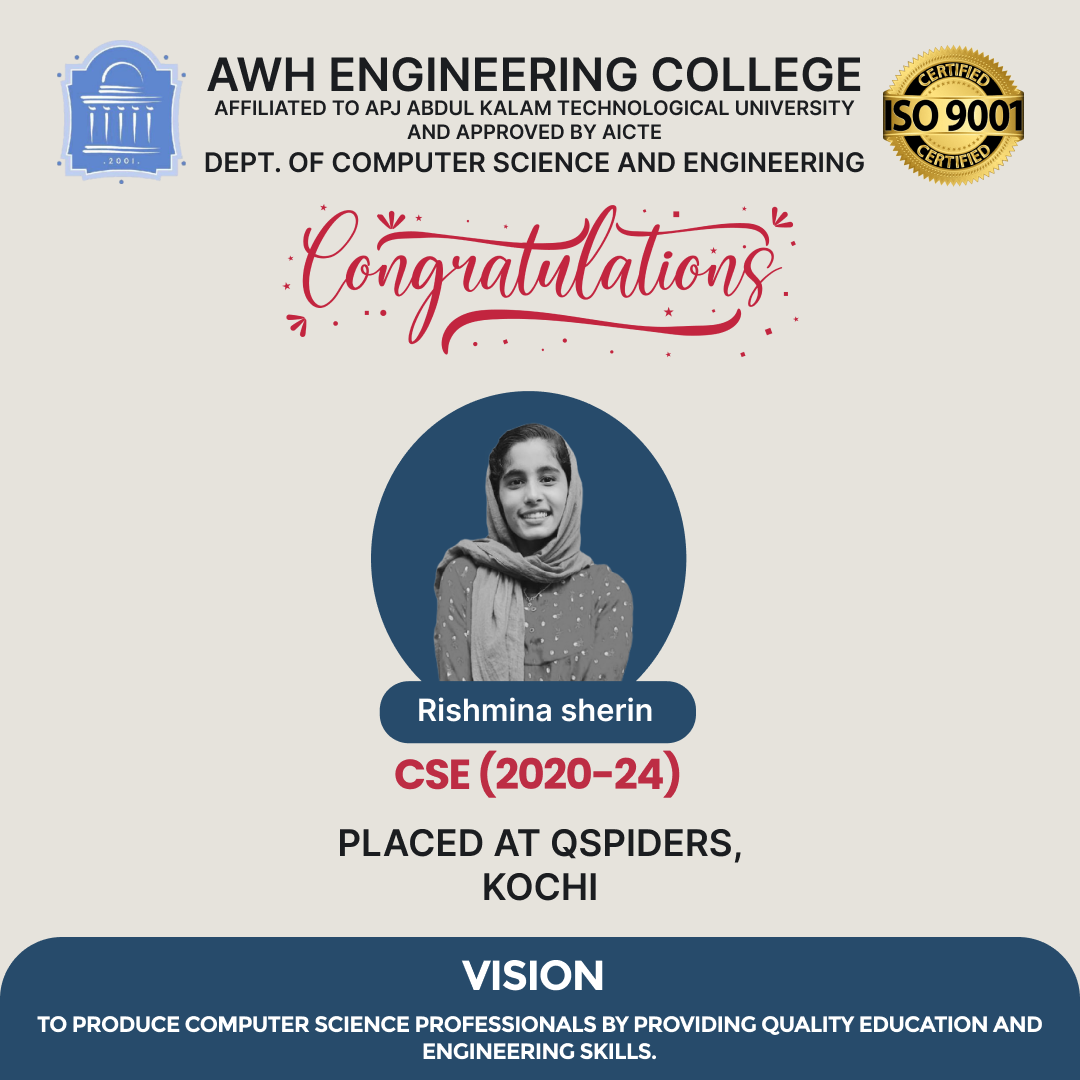 AWH ENGINEERING COLLEGE
AFFILIATED TO APJ ABDUL KALAM TECHNOLOGICAL UNIVERSITY
AND APPROVED BY AICTE
DEPT. OF COMPUTER SCIENCE AND ENGINEERING
.2001.
CERTIFIED
ISO 9001
CERTIFIED
Congratulations
Rishmina sherin
CSE (2020-24)
PLACED AT QSPIDERS,
KOCHI
VISION
TO PRODUCE COMPUTER SCIENCE PROFESSIONALS BY PROVIDING QUALITY EDUCATION AND
ENGINEERING SKILLS.